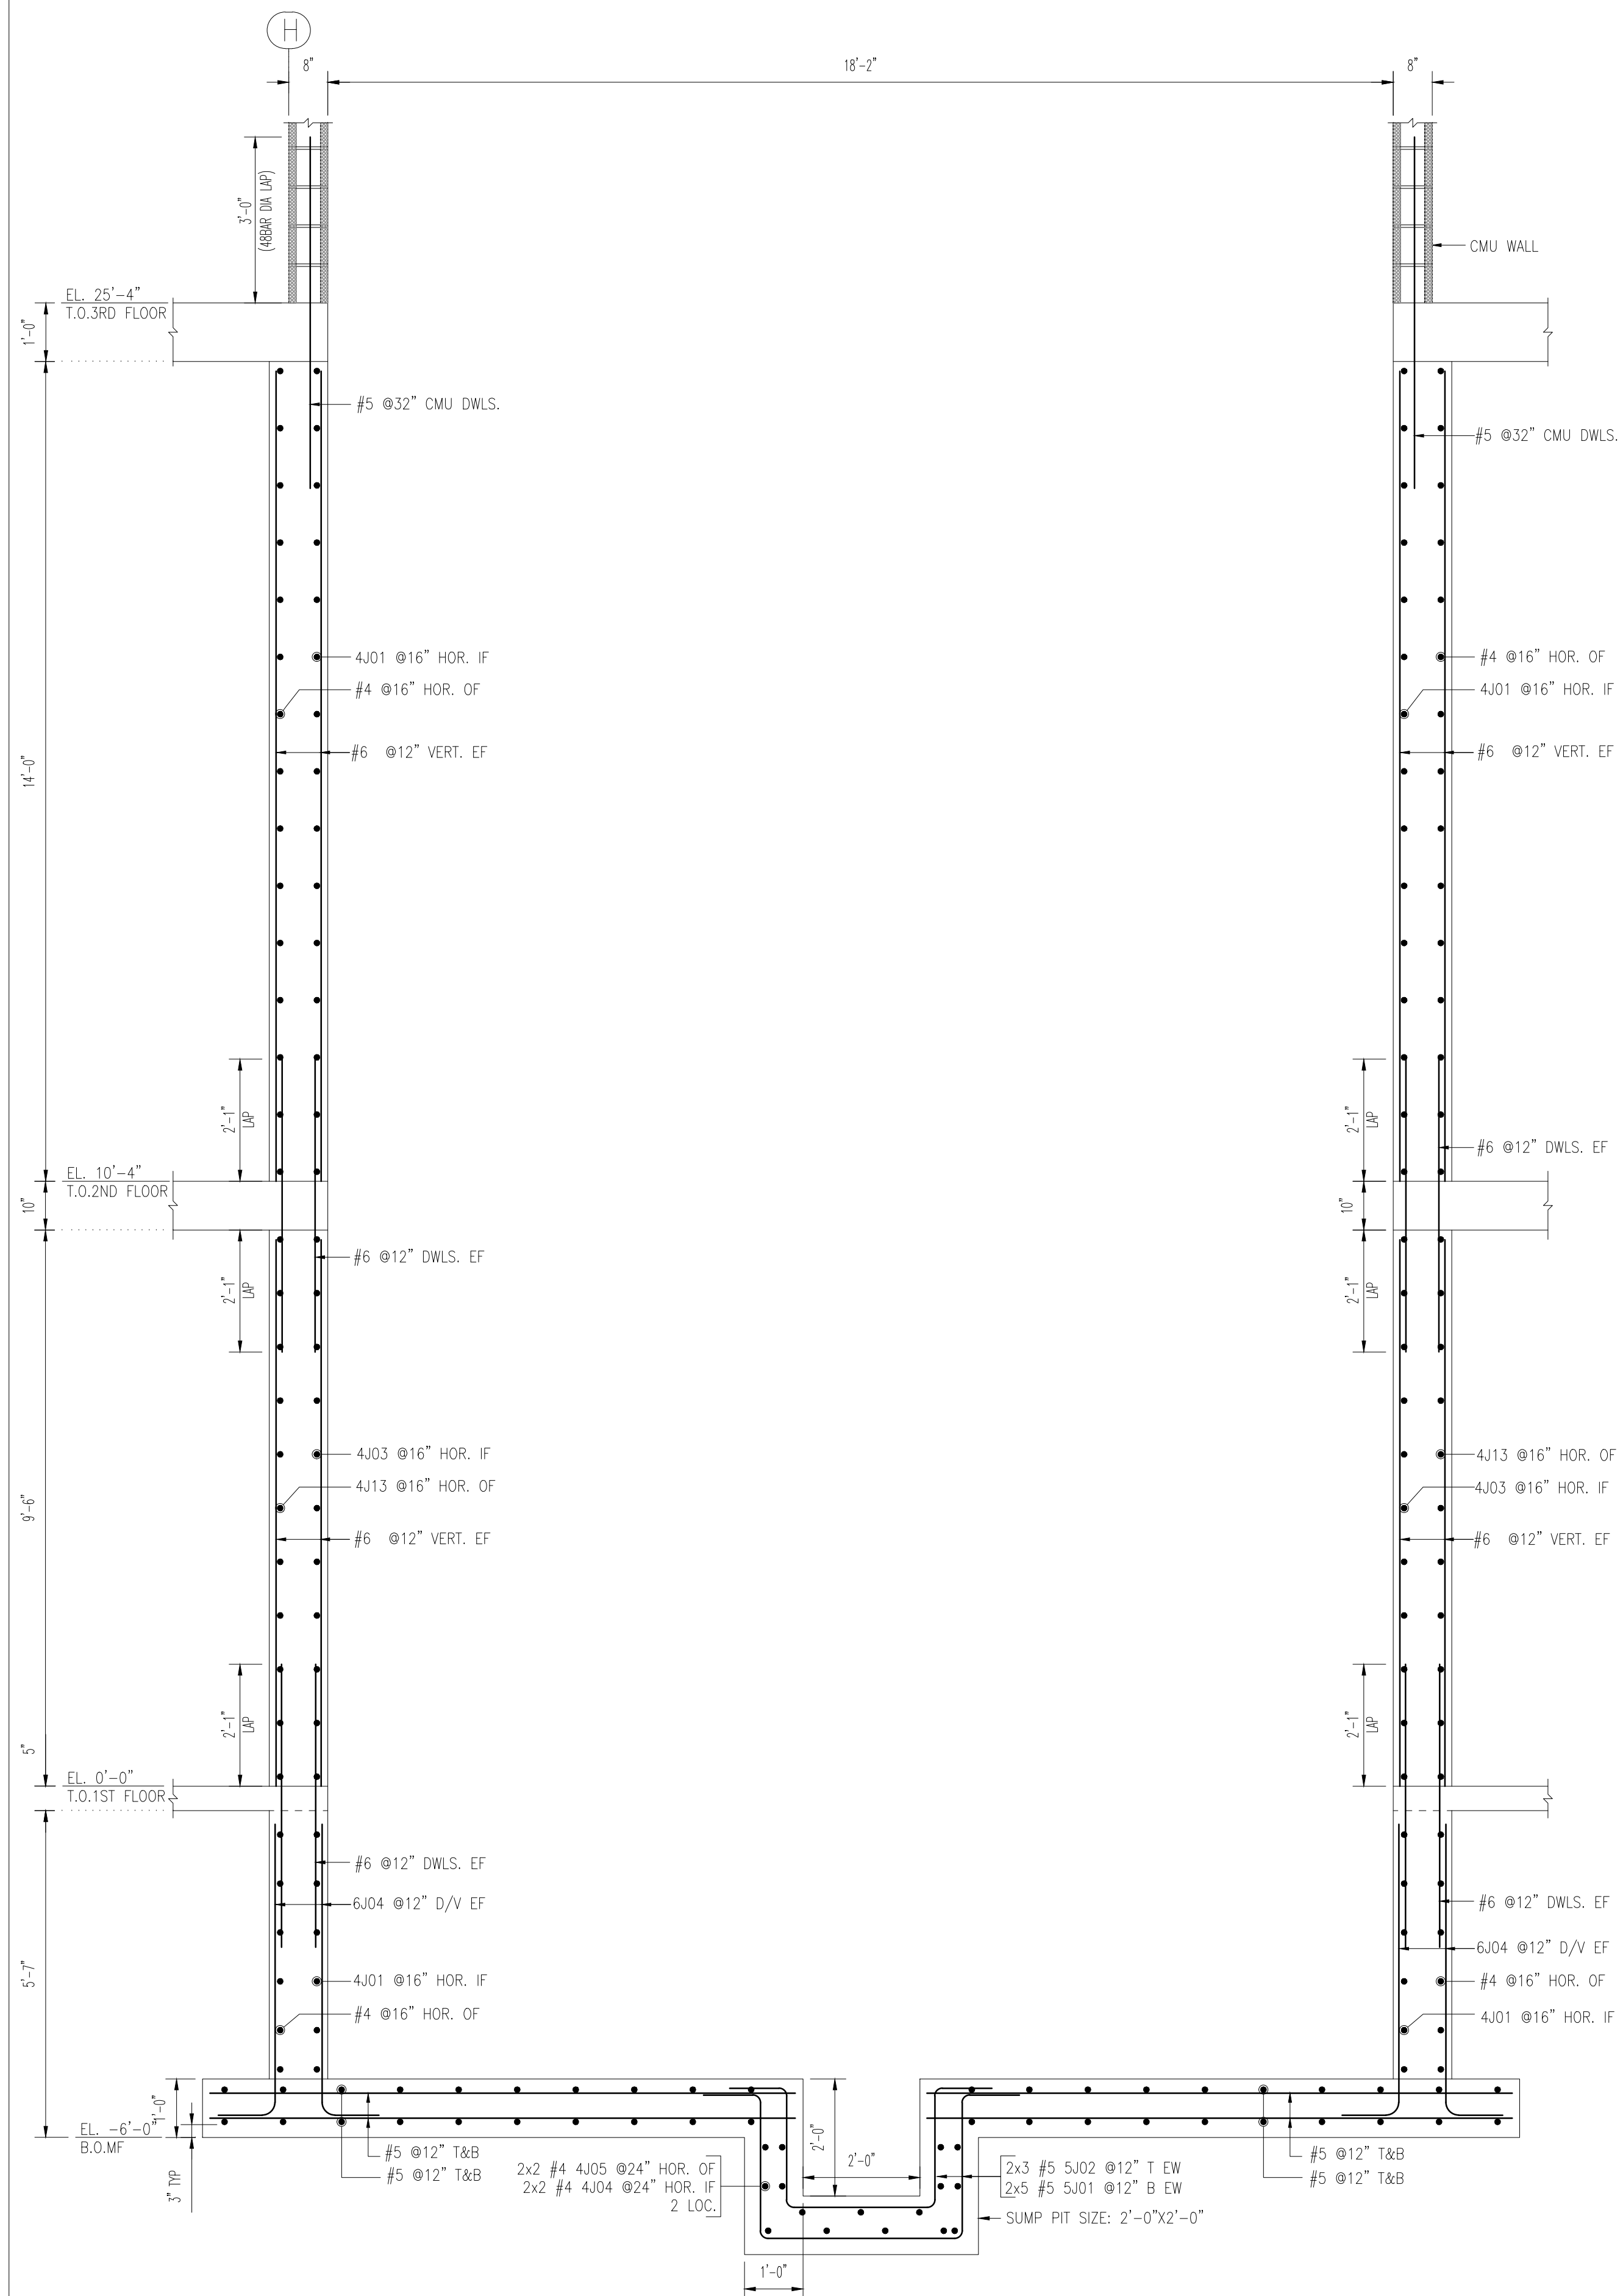 H
8"
18'-2"
8"
3'-0"
(48BAR DIA LAP)
CMU WALL
EL. 25'-4"
T.O.3RD FLOOR
1'-0"
#5 @32" CMU DWLS.
#5 @32" CMU DWLS.
4J01 @16" HOR. IF
#4 @16" HOR. OF
#6 @12" VERT. EF
#4 @16" HOR. OF
4J01 @16" HOR. IF
#6 @12" VERT. EF
14'-0"
2'-1"
LAP
2'-1"
LAP
#6 @12" DWLS. EF
EL. 10'-4"
T.O.2ND FLOOR
10"
10"
#6 @12" DWLS. EF
2'-1"
LAP
2'-1"
LAP
4J03 @16" HOR. IF
4J13 @16" HOR. OF
#6 @12" VERT. EF
4J13 @16" HOR. OF
4J03 @16" HOR. IF
#6 @12" VERT. EF
9'-6"
2'-1"
LAP
2'-1"
LAP
5"
EL. 0'-0"
T.O.1ST FLOOR
#6 @12" DWLS. EF
6J04 @12" D/V EF
4J01 @16" HOR. IF
#4 @16" HOR. OF
#6 @12" DWLS. EF
6J04 @12" D/V EF
#4 @16" HOR. OF
4J01 @16" HOR. IF
5'-7"
1'-0"
EL. -6'-0"
B.O.MF
3" TYP
#5 @12" T&B
#5 @12" T&B
2'-0"
2'-0"
2x2 #4 4J05 @24" HOR. OF
2x2 #4 4J04 @24" HOR. IF
2 LOC.
2x3 #5 5J02 @12" T EW
2x5 #5 5J01 @12" B EW
SUMP PIT SIZE: 2'-0"X2'-0"
#5 @12" T&B
#5 @12" T&B
1'-0"